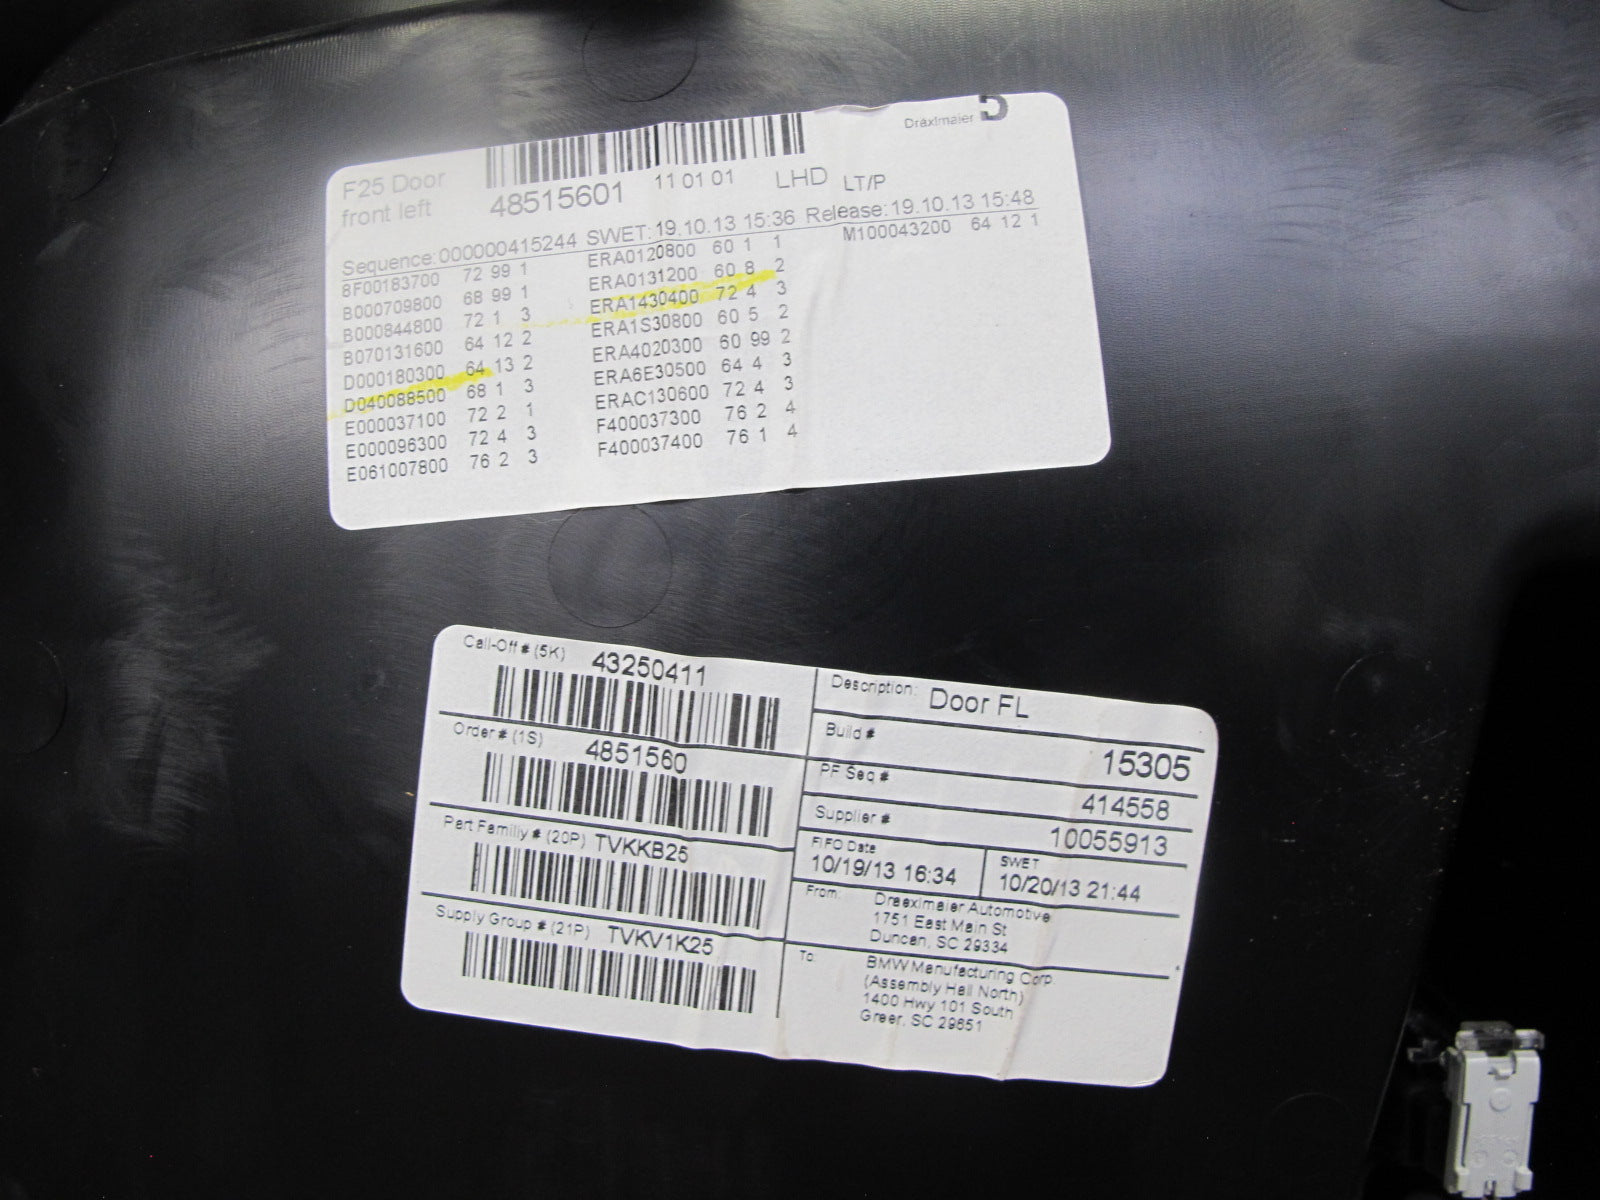 Dräxlmaier
F25 Door
front left
48515601 11 01 01 LHD LT/P
Sequence:000000415244 SWET:19.10.13 15:36 Release:19.10.13 15:48
8F00183700 72 99 1
B000709800 68 99 1
B000844800 72 1 3
B070131600 64 12 2
D000180300 64 13 2
D040088500 68 1 3
E000037100 72 2 1
E000096300 72 4 3
E061007800 76 2 3
ERA0120800 60 1 1
ERA0131200 60 8 2
ERA1430400 72 4 3
ERA1S30800 60 5 2
ERA4020300 60 99 2
ERA6E30500 64 4 3
ERAC130600 72 4 3
F400037300 76 2 4
F400037400 76 1 4
M100043200 64 12 1
Call-Off # (5K) 43250411
Order # (1S) 4851560
Part Familiy # (20P) TVKKB25
Supply Group # (21P) TVKV1K25
Description: Door FL
Build # 15305
PF Seq # 414558
Supplier # 10055913
FIFO Date
10/19/13 16:34
SWET
10/20/13 21:44
From: Draeximaier Automotive
1751 East Main St
Duncan, SC 29334
To: BMW Manufacturing Corp.
(Assembly Hall North)
1400 Hwy 101 South
Greer, SC 29651